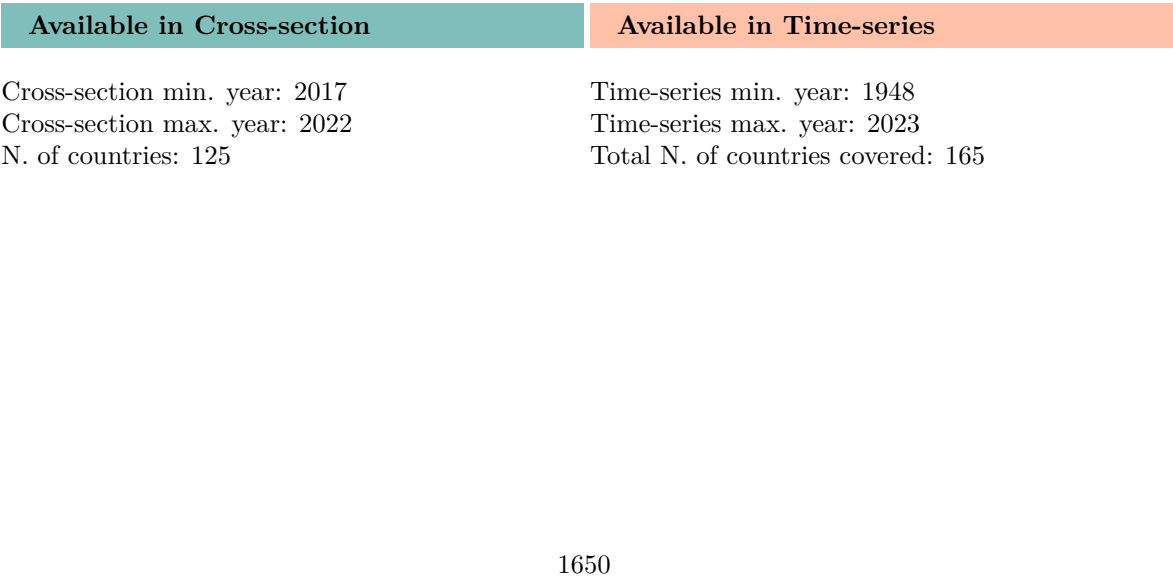 Available in Cross-section
Cross-section min. year: 2017
Cross-section max. year: 2022
N. of countries: 125
Available in Time-series
Time-series min. year: 1948
Time-series max. year: 2023
Total N. of countries covered: 165
1650